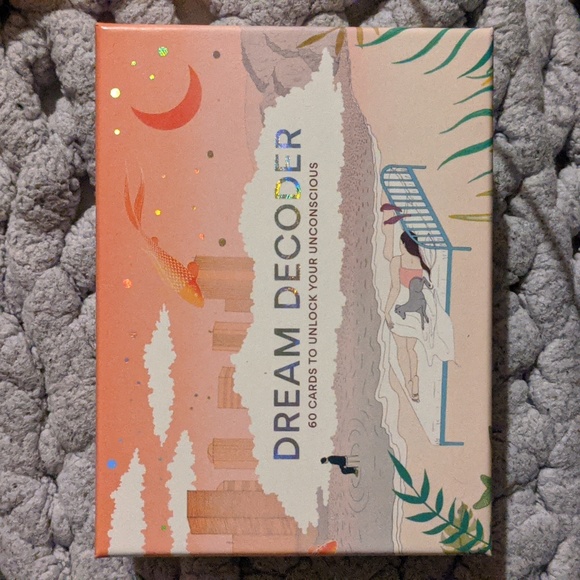 DREAM DECODER
60 CARDS TO UNLOCK YOUR UNCONSCIOUS